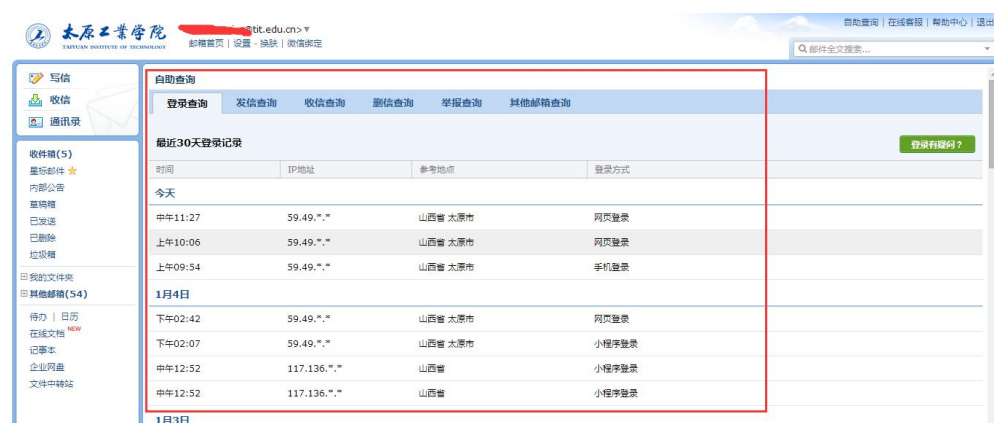 太原工业学院
TAIYUAN INSTITUTE OF TECHNOLOGY
@tit.edu.cn>▼
邮箱首页 | 设置 - 换肤 | 微信绑定
自助查询 | 在线客服 | 帮助中心 | 退出
邮件全文搜索...
写信
收信
通讯录
收件箱(5)
星标邮件
内部公告
草稿箱
已发送
已删除
垃圾箱
我的文件夹
其他邮箱(54)
待办 | 日历
在线文档 NEW
记事本
企业网盘
文件中转站
自助查询
登录查询 发信查询 收信查询 删信查询 举报查询 其他邮箱查询
最近30天登录记录
登录有疑问？
时间 IP地址 参考地点 登录方式
今天
中午11:27 59.49.*.* 山西省 太原市 网页登录
上午10:06 59.49.*.* 山西省 太原市 网页登录
上午09:54 59.49.*.* 山西省 太原市 手机登录
1月4日
下午02:42 59.49.*.* 山西省 太原市 网页登录
下午02:07 59.49.*.* 山西省 太原市 小程序登录
中午12:52 117.136.*.* 山西省 小程序登录
中午12:52 117.136.*.* 山西省 小程序登录
1月3日